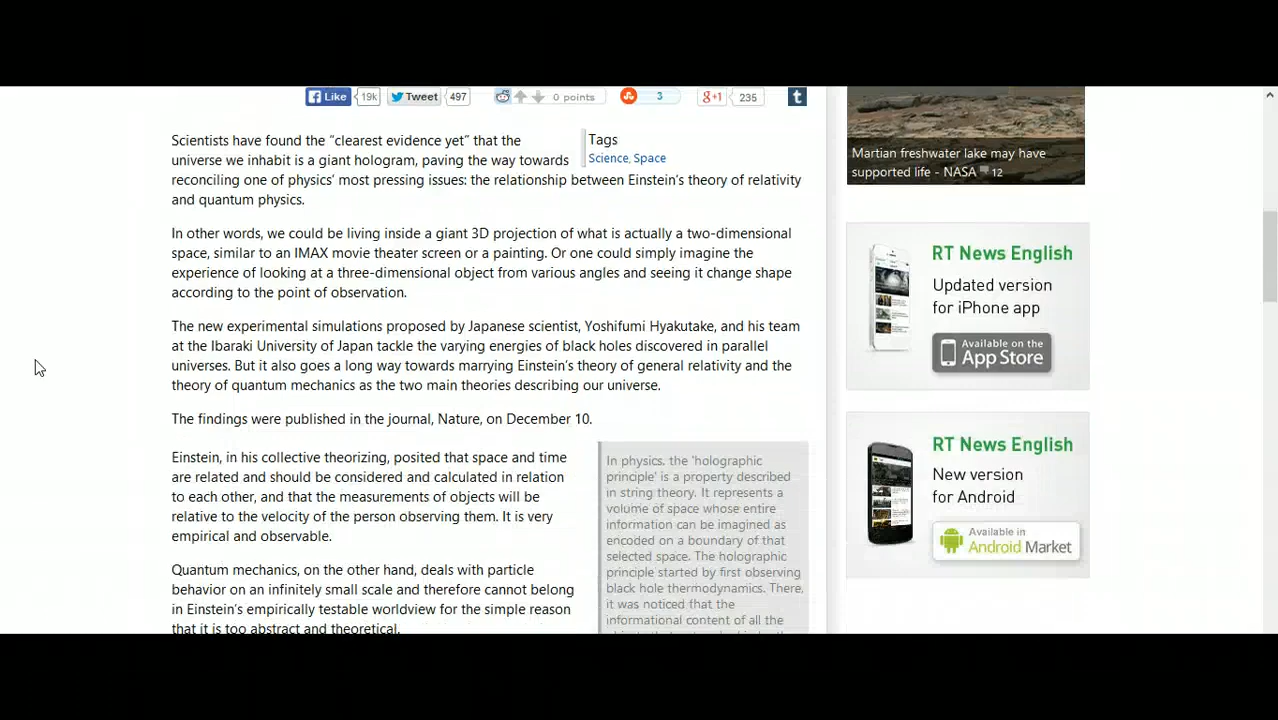 Like 19k Tweet 497 0 points 3 +1 235 t
Scientists have found the “clearest evidence yet” that the
universe we inhabit is a giant hologram, paving the way towards
reconciling one of physics’ most pressing issues: the relationship between Einstein’s theory of relativity
and quantum physics.
Tags
Science, Space
In other words, we could be living inside a giant 3D projection of what is actually a two-dimensional
space, similar to an IMAX movie theater screen or a painting. Or one could simply imagine the
experience of looking at a three-dimensional object from various angles and seeing it change shape
according to the point of observation.
The new experimental simulations proposed by Japanese scientist, Yoshifumi Hyakutake, and his team
at the Ibaraki University of Japan tackle the varying energies of black holes discovered in parallel
universes. But it also goes a long way towards marrying Einstein’s theory of general relativity and the
theory of quantum mechanics as the two main theories describing our universe.
The findings were published in the journal, Nature, on December 10.
Einstein, in his collective theorizing, posited that space and time
are related and should be considered and calculated in relation
to each other, and that the measurements of objects will be
relative to the velocity of the person observing them. It is very
empirical and observable.
Quantum mechanics, on the other hand, deals with particle
behavior on an infinitely small scale and therefore cannot belong
in Einstein’s empirically testable worldview for the simple reason
that it is too abstract and theoretical.
In physics, the 'holographic
principle' is a property described
in string theory. It represents a
volume of space whose entire
information can be imagined as
encoded on a boundary of that
selected space. The holographic
principle started by first observing
black hole thermodynamics. There,
it was noticed that the
informational content of all the
Martian freshwater lake may have
supported life - NASA 12
RT News English
Updated version
for iPhone app
Available on the
App Store
RT News English
New version
for Android
Available in
Android Market